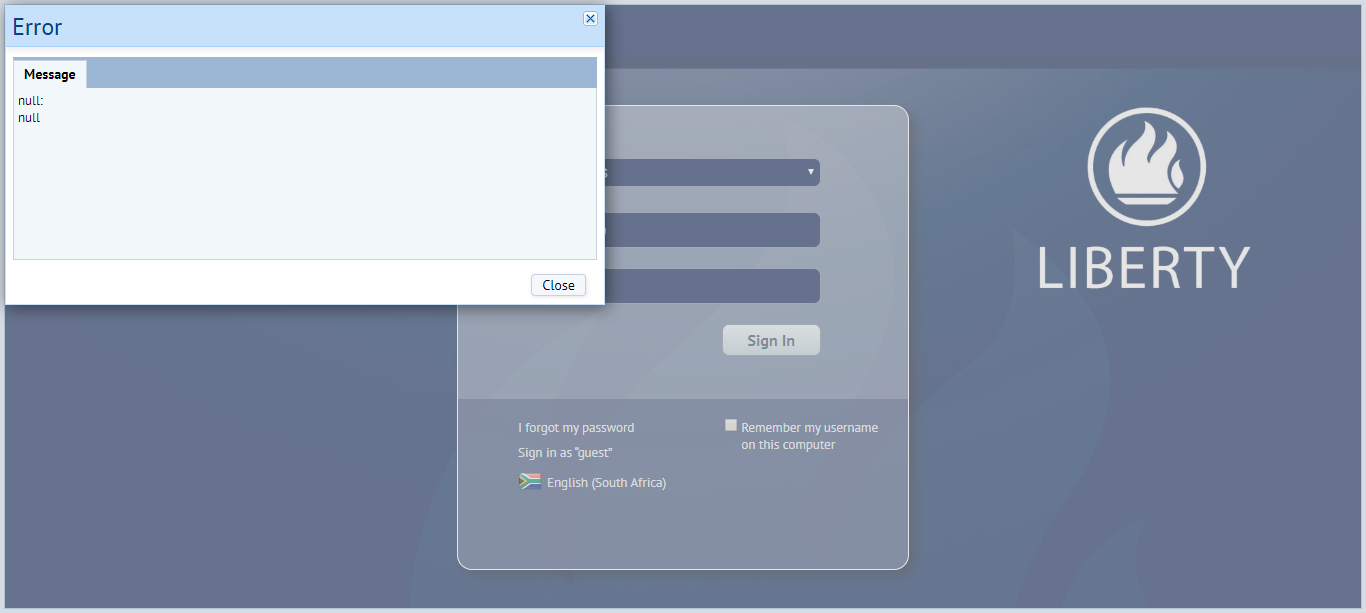 Error
Message
null:
null
LIBERTY
Sign In
I forgot my password
Remember my username
on this computer
Sign in as "guest"
English (South Africa)
Close